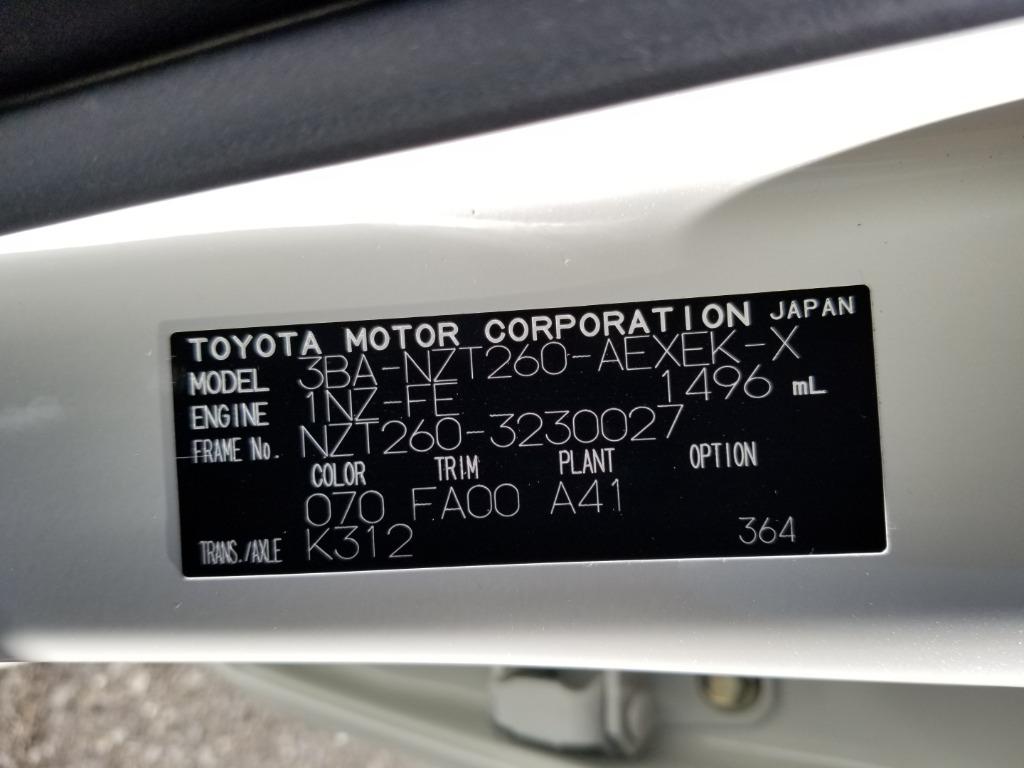 TOYOTA MOTOR CORPORATION JAPAN
MODEL 3BA-NZT260-AEXEK-X
ENGINE 1NZ-FE 1496 mL
FRAME No. NZT260-3230027
COLOR TRIM PLANT OPTION
070 FA00 A41
TRANS./AXLE K312 364